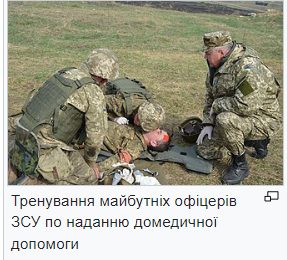 Тренування майбутніх офіцерів
ЗСУ по наданню домедичної
допомоги